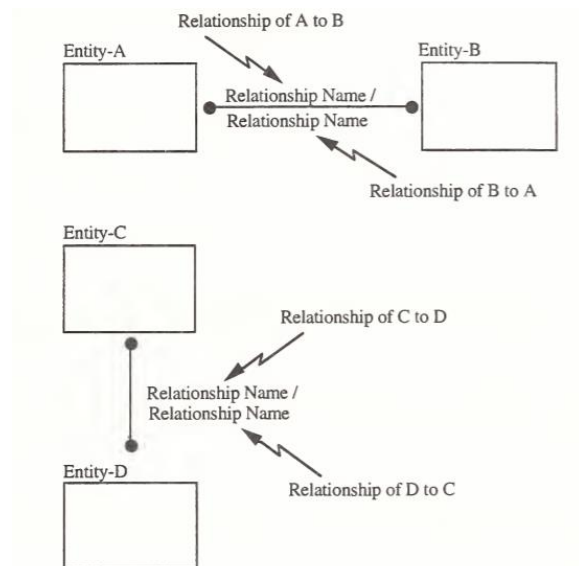 Relationship of A to B
Entity-A
Entity-B
Relationship Name /
Relationship Name
Relationship of B to A
Entity-C
Relationship of C to D
Relationship Name /
Relationship Name
Entity-D
Relationship of D to C